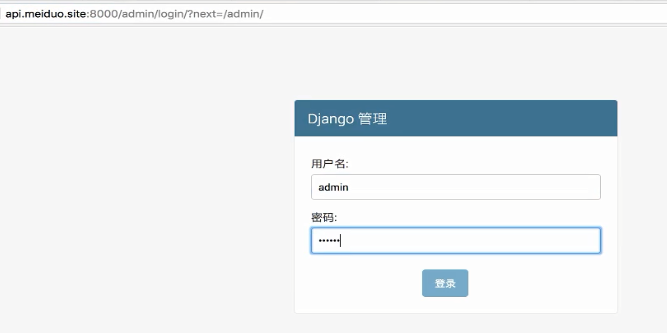 api.meiduo.site:8000/admin/login/?next=/admin/
Django 管理
用户名:
admin
密码:
••••••
登录